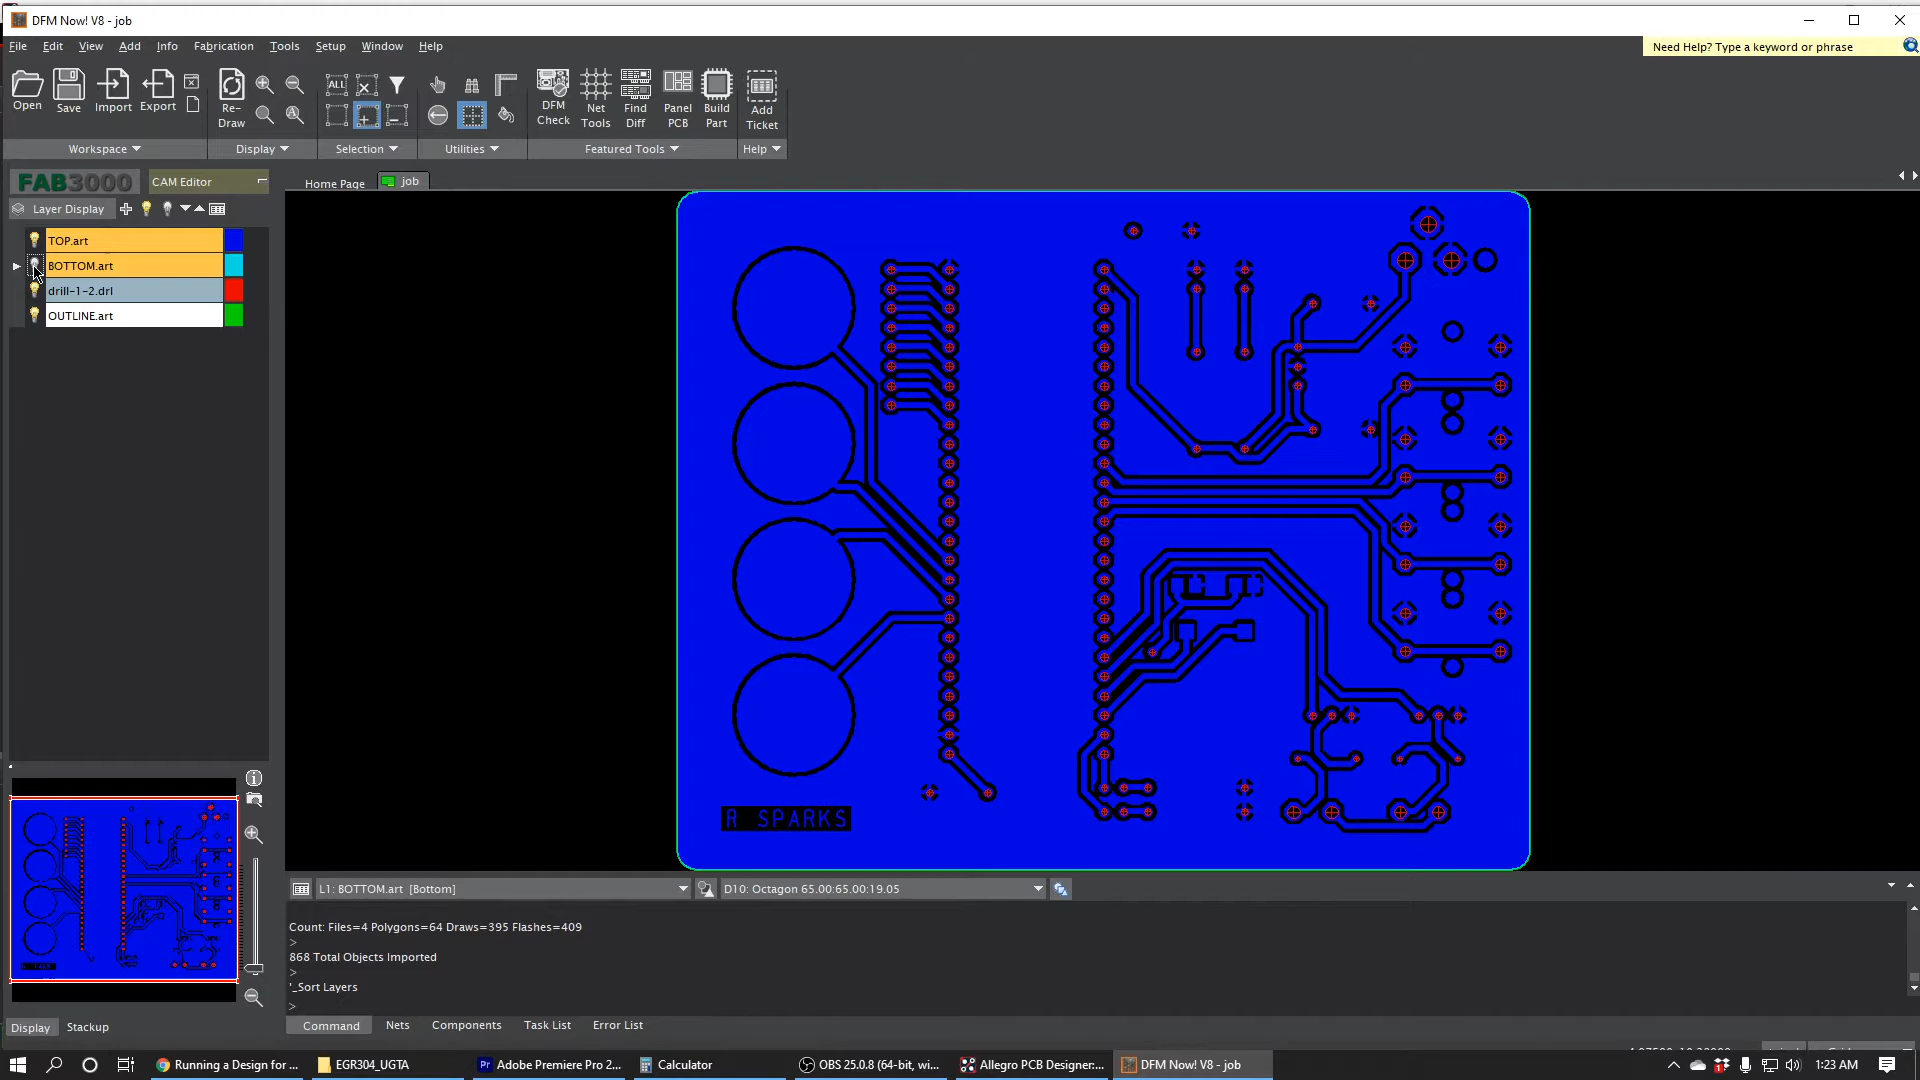 DFM Now! V8 - job
File Edit View Add Info Fabrication Tools Setup Window Help
Need Help? Type a keyword or phrase
Open Save Import Export Re-Draw ALL DFM Check Net Tools Find Diff Panel PCB Build Part Add Ticket
Workspace Display Selection Utilities Featured Tools Help
FAB3000 CAM Editor
Home Page job
Layer Display
TOP.art
BOTTOM.art
drill-1-2.drl
OUTLINE.art
R SPARKS
L1: BOTTOM.art [Bottom] D10: Octagon 65.00:65.00:19.05
Count: Files=4 Polygons=64 Draws=395 Flashes=409
>
868 Total Objects Imported
>
'_Sort Layers
>
Display Stackup
Command Nets Components Task List Error List
Running a Design for ... EGR304_UGTA Adobe Premiere Pro 2... Calculator OBS 25.0.8 (64-bit, wi... Allegro PCB Designer:... DFM Now! V8 - job 1:23 AM